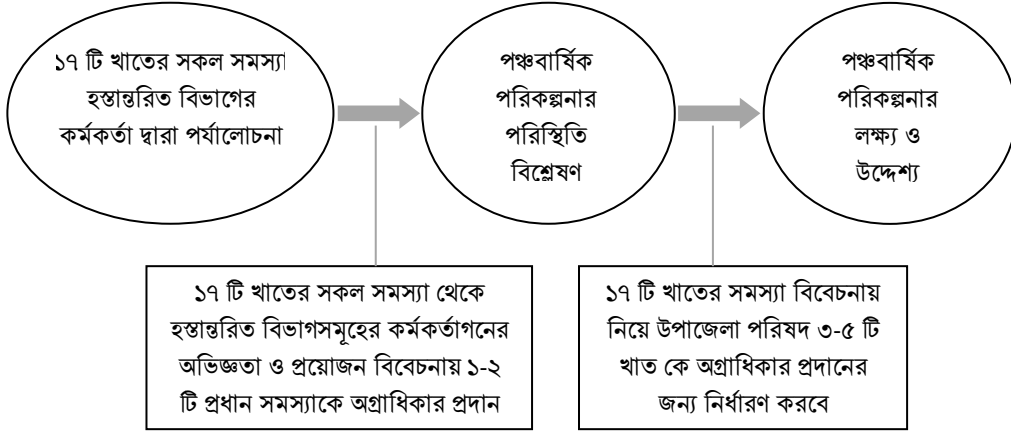 ১৭ টি খাতের সকল সমস্যা
হস্তান্তরিত বিভাগের
কর্মকর্তা দ্বারা পর্যালোচনা
পঞ্চবার্ষিক
পরিকল্পনার
পরিস্থিতি
বিশ্লেষণ
পঞ্চবার্ষিক
পরিকল্পনার
লক্ষ্য ও
উদ্দেশ্য
১৭ টি খাতের সকল সমস্যা থেকে
হস্তান্তরিত বিভাগসমূহের কর্মকর্তাগনের
অভিজ্ঞতা ও প্রয়োজন বিবেচনায় ১-২
টি প্রধান সমস্যাকে অগ্রাধিকার প্রদান
১৭ টি খাতের সমস্যা বিবেচনায়
নিয়ে উপাজেলা পরিষদ ৩-৫ টি
খাত কে অগ্রাধিকার প্রদানের
জন্য নির্ধারণ করবে